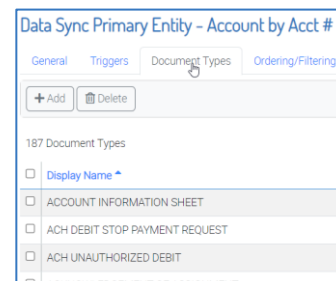 Data Sync Primary Entity - Account by Acct #
General Triggers Document Types Ordering/Filtering
Add Delete
187 Document Types
Display Name
ACCOUNT INFORMATION SHEET
ACH DEBIT STOP PAYMENT REQUEST
ACH UNAUTHORIZED DEBIT